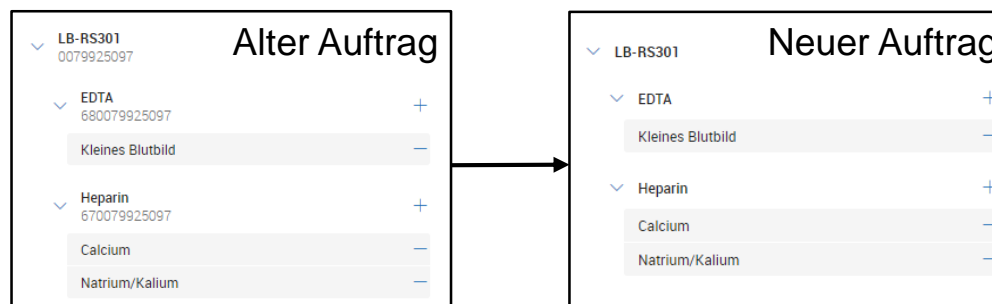 Alter Auftrag
LB-RS301
0079925097
EDTA
680079925097
Kleines Blutbild
Heparin
670079925097
Calcium
Natrium/Kalium
Neuer Auftrag
LB-RS301
EDTA
Kleines Blutbild
Heparin
Calcium
Natrium/Kalium